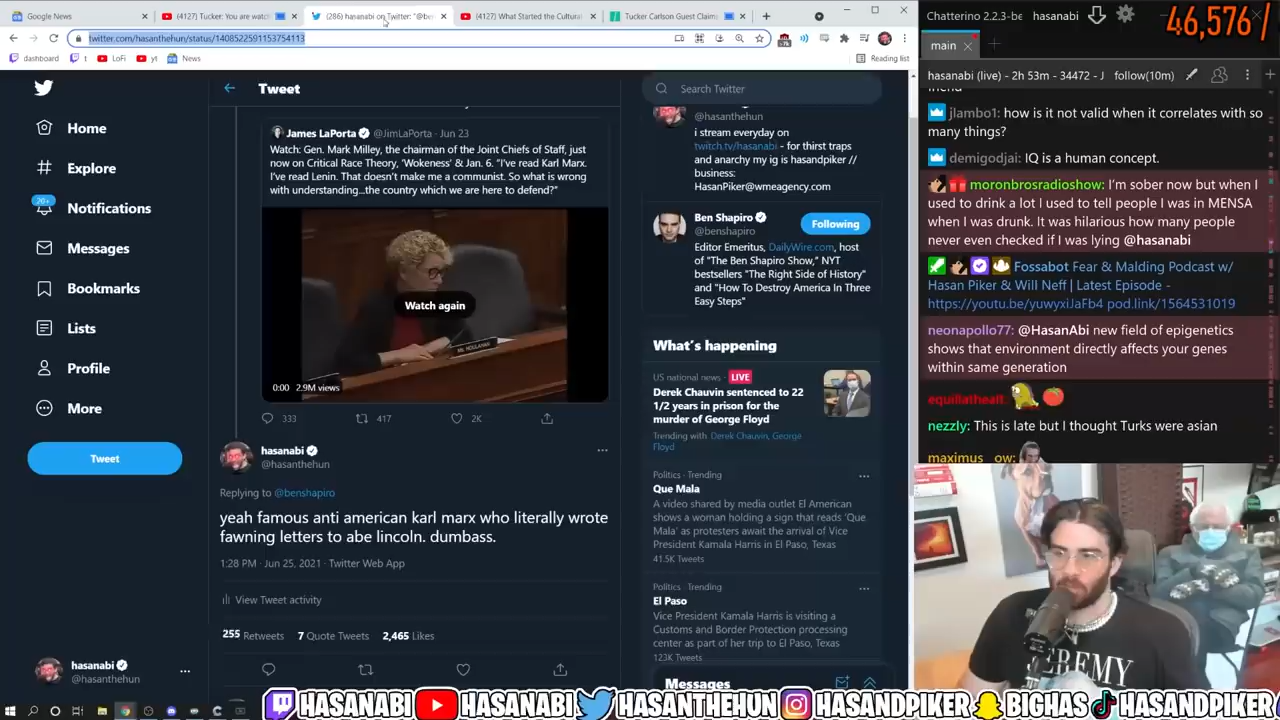 Google News
(4127) Tucker: You are watc
(286) hasanabi on Twitter: "@be
(4127) What Started the Cultura
Tucker Carlson Guest Claims
twitter.com/hasanthehun/status/1408522591153754113
dashboard
t
LoFi
yt
News
Reading list
Tweet
Home
Explore
20+
Notifications
Messages
Bookmarks
Lists
Profile
More
Tweet
hasanabi
@hasanthehun
James LaPorta @JimLaPorta · Jun 23
Watch: Gen. Mark Milley, the chairman of the Joint Chiefs of Staff, just
now on Critical Race Theory, 'Wokeness' & Jan. 6. "I've read Karl Marx.
I've read Lenin. That doesn't make me a communist. So what is wrong
with understanding...the country which we are here to defend?"
Watch again
MS. HOULAHAN
0:00 2.9M views
333 417 2K
hasanabi
@hasanthehun
Replying to @benshapiro
yeah famous anti american karl marx who literally wrote
fawning letters to abe lincoln. dumbass.
1:28 PM · Jun 25, 2021 · Twitter Web App
View Tweet activity
255 Retweets 7 Quote Tweets 2,465 Likes
Search Twitter
@hasanthehun
i stream everyday on
twitch.tv/hasanabi - for thirst traps
and anarchy my ig is hasandpiker //
business:
HasanPiker@wmeagency.com
Ben Shapiro
@benshapiro
Following
Editor Emeritus, DailyWire.com, host
of "The Ben Shapiro Show," NYT
bestsellers "The Right Side of History"
and "How To Destroy America In Three
Easy Steps"
What's happening
US national news · LIVE
Derek Chauvin sentenced to 22
1/2 years in prison for the
murder of George Floyd
Trending with Derek Chauvin, George
Floyd
Politics · Trending
Que Mala
A video shared by media outlet El American
shows a woman holding a sign that reads 'Que
Mala' as protesters await the arrival of Vice
President Kamala Harris in El Paso, Texas
41.5K Tweets
Politics · Trending
El Paso
Vice President Kamala Harris is visiting a
Customs and Border Protection processing
center as part of her trip to El Paso, Texas
123K Tweets
Messages
Chatterino 2.2.3-be hasanabi
46,576/
main
hasanabi (live) - 2h 53m - 34472 - J follow(10m)
friend
jlambo1: how is it not valid when it correlates with so
many things?
demigodjai: IQ is a human concept.
moronbrosradioshow: I'm sober now but when I
used to drink a lot I used to tell people I was in MENSA
when I was drunk. It was hilarious how many people
never even checked if I was lying @hasanabi
Fossabot Fear & Malding Podcast w/
Hasan Piker & Will Neff | Latest Episode -
https://youtu.be/yuwyxiJaFb4 pod.link/1564531019
neonapollo77: @HasanAbi new field of epigenetics
shows that environment directly affects your genes
within same generation
nezzly: This is late but I thought Turks were asian
HASANABI HASANABI HASANTHEHUN HASANDPIKER BIGHAS HASANDPIKER